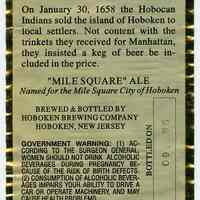 On January 30, 1658 the Hobocan
Indians sold the island of Hoboken to
local settlers. Not content with the
trinkets they received for Manhattan,
they insisted a keg of beer be in-
cluded in the price.
"MILE SQUARE" ALE
Named for the Mile Square City of Hoboken
BREWED & BOTTLED BY
HOBOKEN BREWING COMPANY
HOBOKEN, NEW JERSEY
GOVERNMENT WARNING: (1) AC-
CORDING TO THE SURGEON GENERAL,
WOMEN SHOULD NOT DRINK ALCOHOLIC
BEVERAGES DURING PREGNANCY BE-
CAUSE OF THE RISK OF BIRTH DEFECTS.
(2) CONSUMPTION OF ALCOHOLIC BEV-
ERAGES IMPAIRS YOUR ABILITY TO DRIVE A
CAR OR OPERATE MACHINERY, AND MAY
CAUSE HEALTH PROBLEMS.
BOTTLED ON